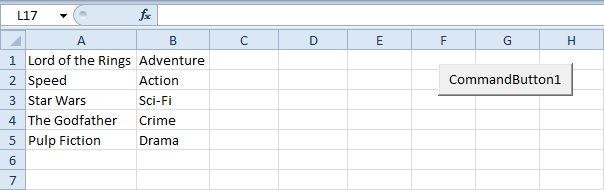 L17 fx
A B C D E F G H
1 Lord of the Rings Adventure
2 Speed Action CommandButton1
3 Star Wars Sci-Fi
4 The Godfather Crime
5 Pulp Fiction Drama
6
7